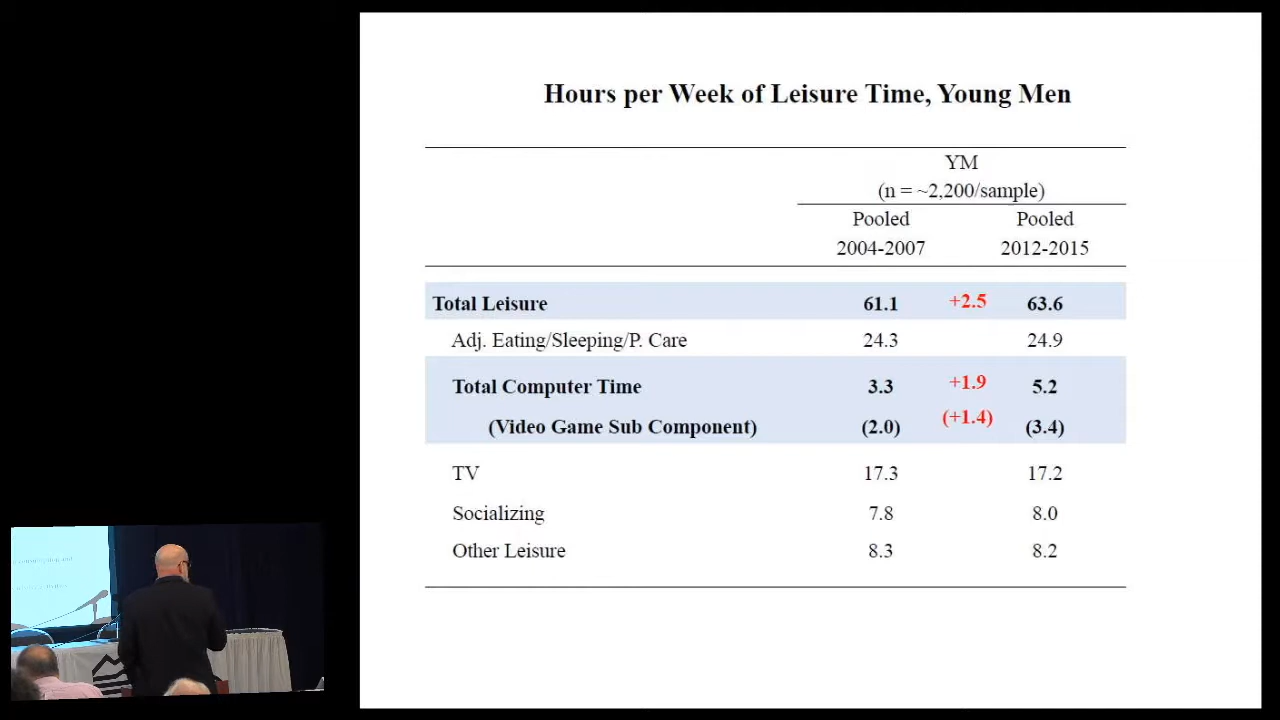 Hours per Week of Leisure Time, Young Men
YM
(n = ~2,200/sample)
Pooled Pooled
2004-2007 2012-2015
Total Leisure 61.1 +2.5 63.6
Adj. Eating/Sleeping/P. Care 24.3 24.9
Total Computer Time 3.3 +1.9 5.2
(Video Game Sub Component) (2.0) (+1.4) (3.4)
TV 17.3 17.2
Socializing 7.8 8.0
Other Leisure 8.3 8.2